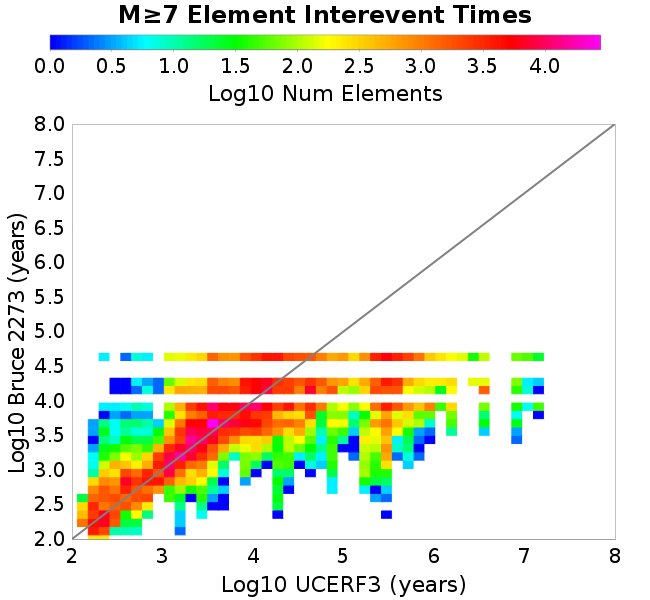 M≥7 Element Interevent Times
0.0 0.5 1.0 1.5 2.0 2.5 3.0 3.5 4.0
Log10 Num Elements
8.0
7.5
7.0
6.5
6.0
5.5
5.0
4.5
4.0
3.5
3.0
2.5
2.0
Log10 Bruce 2273 (years)
2 3 4 5 6 7 8
Log10 UCERF3 (years)